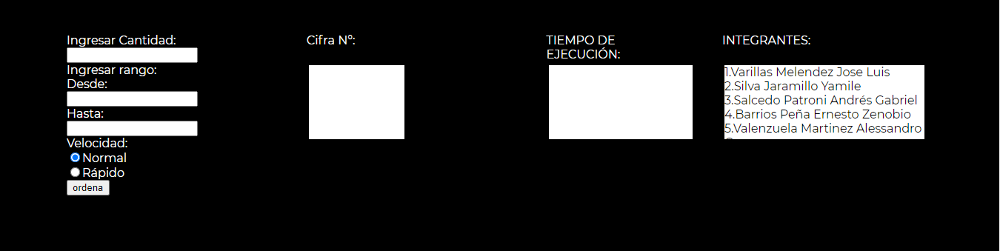 Ingresar Cantidad:
Ingresar rango:
Desde:
Hasta:
Velocidad:
Normal
Rápido
ordena
Cifra Nº:
TIEMPO DE
EJECUCIÓN:
INTEGRANTES:
1.Varillas Melendez Jose Luis
2.Silva Jaramillo Yamile
3.Salcedo Patroni Andrés Gabriel
4.Barrios Peña Ernesto Zenobio
5.Valenzuela Martinez Alessandro